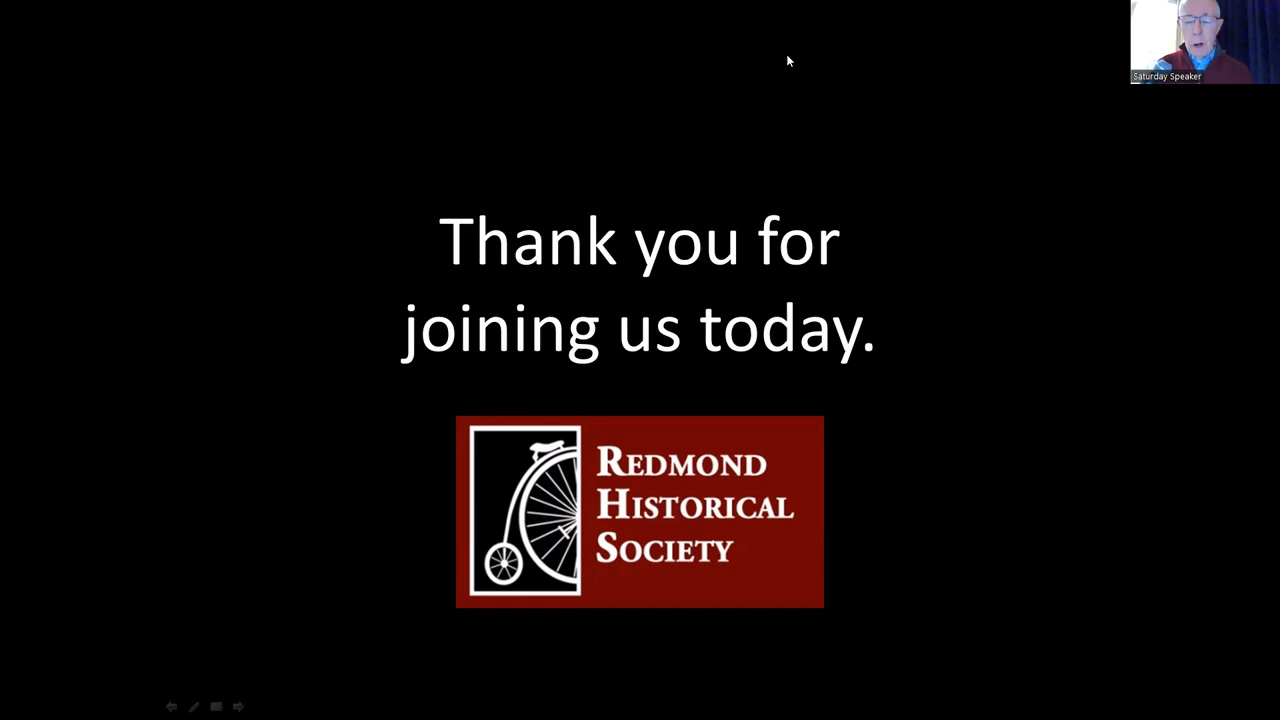 Saturday Speaker
Thank you for
joining us today.
REDMOND
HISTORICAL
SOCIETY